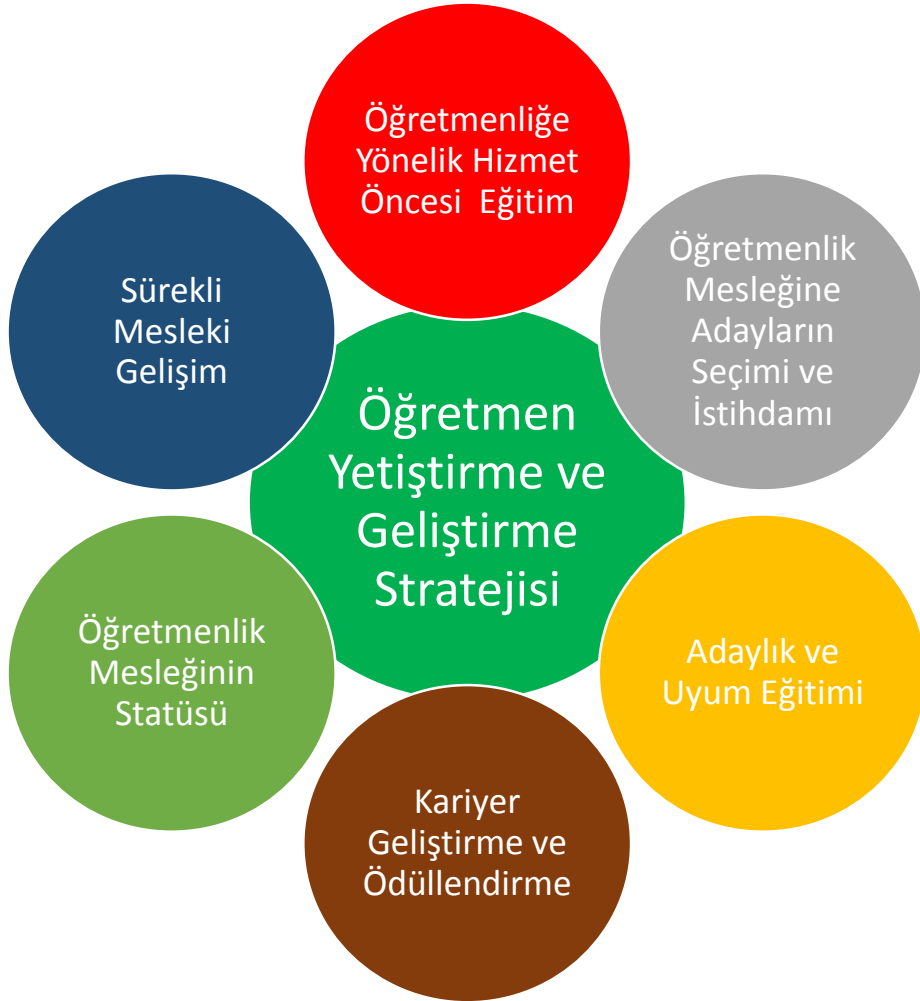 Öğretmenliğe
Yönelik Hizmet
Öncesi Eğitim
Öğretmenlik
Mesleğine
Adayların
Seçimi ve
İstihdamı
Adaylık ve
Uyum Eğitimi
Kariyer
Geliştirme ve
Ödüllendirme
Öğretmenlik
Mesleğinin
Statüsü
Sürekli
Mesleki
Gelişim
Öğretmen
Yetiştirme ve
Geliştirme
Stratejisi